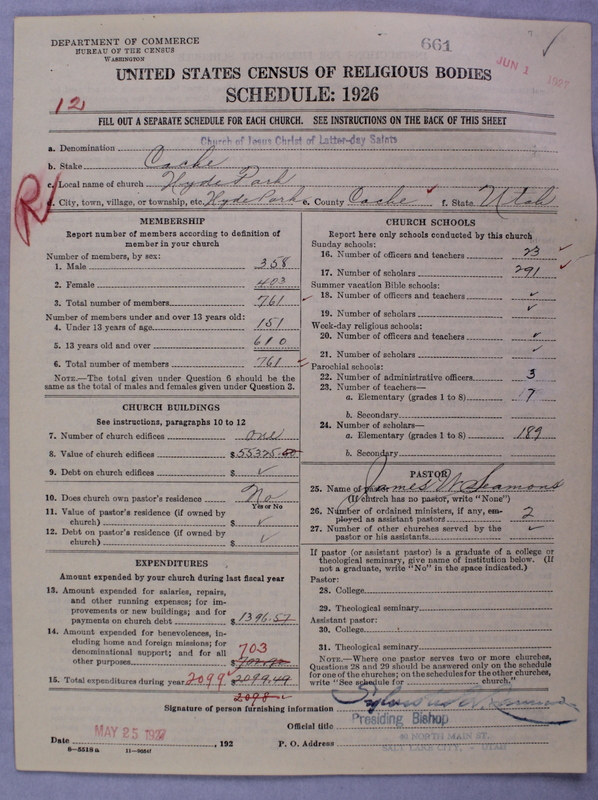 DEPARTMENT OF COMMERCE
BUREAU OF THE CENSUS
WASHINGTON
661
JUN 1 1927
UNITED STATES CENSUS OF RELIGIOUS BODIES
SCHEDULE: 1926
12
FILL OUT A SEPARATE SCHEDULE FOR EACH CHURCH. SEE INSTRUCTIONS ON THE BACK OF THIS SHEET
a. Denomination Church of Jesus Christ of Latter-day Saints
b. Stake Cache
c. Local name of church Hyde Park
d. City, town, village, or township, etc. Hyde Park e. County Cache f. State Utah
R
MEMBERSHIP
Report number of members according to definition of
member in your church
Number of members, by sex:
1. Male 358
2. Female 403
3. Total number of members 761
Number of members under and over 13 years old:
4. Under 13 years of age 151
5. 13 years old and over 610
6. Total number of members 761
NOTE.—The total given under Question 6 should be the
same as the total of males and females given under Question 3.
CHURCH BUILDINGS
See instructions, paragraphs 10 to 12
7. Number of church edifices one
8. Value of church edifices $55325.00
9. Debt on church edifices $ ✓
10. Does church own pastor's residence No
Yes or No
11. Value of pastor's residence (if owned by
church) $ ✓
12. Debt on pastor's residence (if owned by
church) $ ✓
EXPENDITURES
Amount expended by your church during last fiscal year
13. Amount expended for salaries, repairs,
and other running expenses; for im-
provements or new buildings; and for
payments on church debt $1396.57
14. Amount expended for benevolences, in-
cluding home and foreign missions; for
denominational support; and for all
other purposes 703
15. Total expenditures during year 2099 $2099.49
2098
CHURCH SCHOOLS
Report here only schools conducted by this church
Sunday schools:
16. Number of officers and teachers 23
17. Number of scholars 291
Summer vacation Bible schools:
18. Number of officers and teachers ✓
19. Number of scholars ✓
Week-day religious schools:
20. Number of officers and teachers ✓
21. Number of scholars ✓
Parochial schools:
22. Number of administrative officers 3
23. Number of teachers—
a. Elementary (grades 1 to 8) 7
b. Secondary
24. Number of scholars—
a. Elementary (grades 1 to 8) 189
b. Secondary
PASTOR
25. Name of pastor James W. Seamons
(If church has no pastor, write "None")
26. Number of ordained ministers, if any, em-
ployed as assistant pastors 2
27. Number of other churches served by the
pastor or his assistants ✓
If pastor (or assistant pastor) is a graduate of a college or
theological seminary, give name of institution below. (If
not a graduate, write "No" in the space indicated.)
Pastor:
28. College
29. Theological seminary
Assistant pastor:
30. College
31. Theological seminary
NOTE.—Where one pastor serves two or more churches,
Questions 28 and 29 should be answered only on the schedule
for one of the churches; on the schedules for the other churches,
write "See schedule for church."
Signature of person furnishing information
Official title Presiding Bishop
Date MAY 25 1927, 192 P. O. Address 40 NORTH MAIN ST.
SALT LAKE CITY, - UTAH
8—5518a 11—9554f